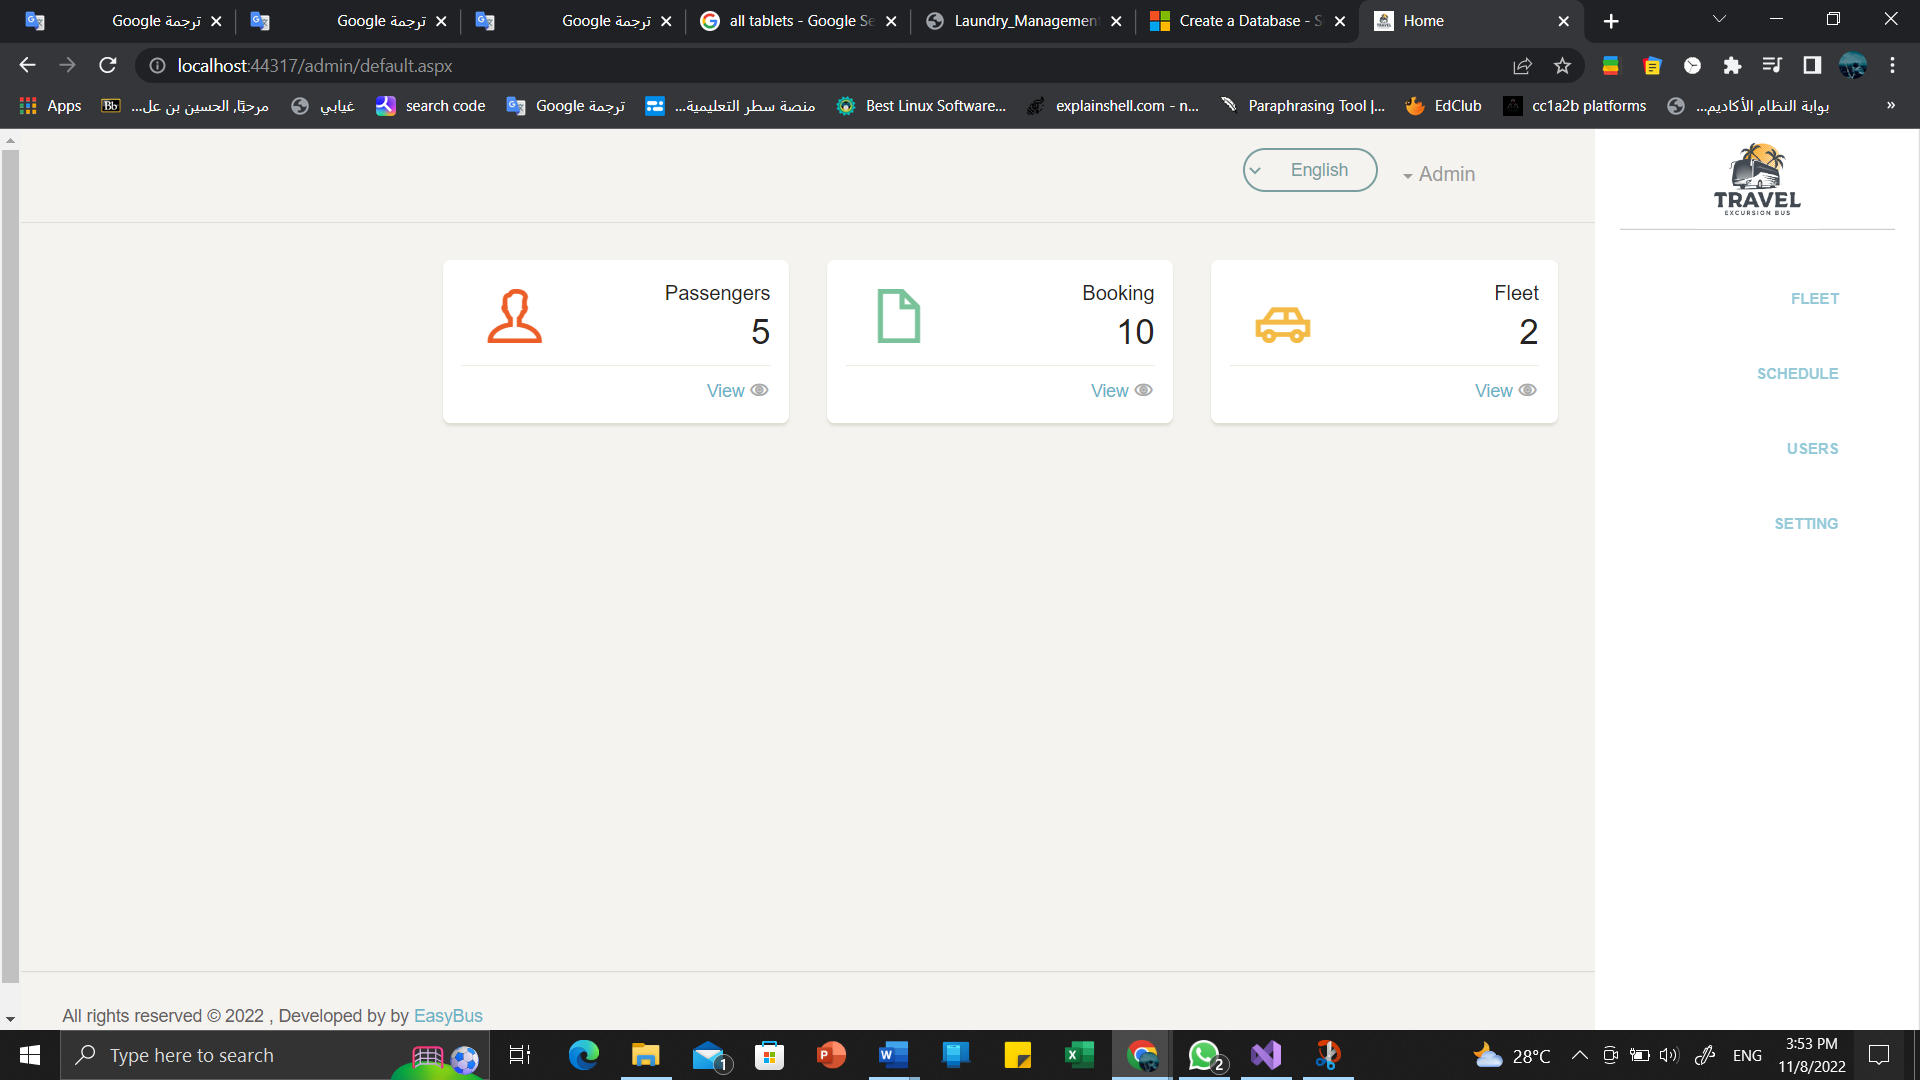 Google ترجمة
Google ترجمة
Google ترجمة
all tablets - Google Se
Laundry_Management
Create a Database - S
Home
localhost:44317/admin/default.aspx
Apps
Bb
مرحبًا, الحسين بن عل...
غيابي
search code
Google ترجمة
منصة سطر التعليمية...
Best Linux Software...
explainshell.com - n...
Paraphrasing Tool |...
EdClub
cc1a2b platforms
بوابة النظام الأكاديم...
»
English
Admin
TRAVEL
EXCURSION BUS
Passengers
5
View
Booking
10
View
Fleet
2
View
FLEET
SCHEDULE
USERS
SETTING
All rights reserved © 2022 , Developed by by EasyBus
Type here to search
1
2
28°C
ENG
3:53 PM
11/8/2022